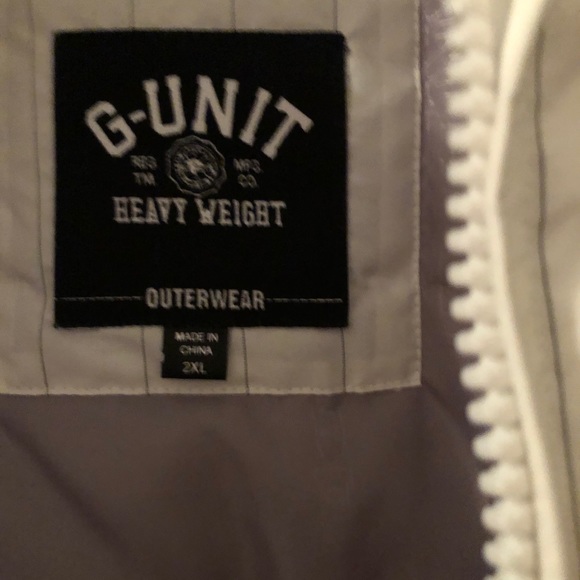 G-UNIT
REG MFG.
TM. CO.
HEAVY WEIGHT
OUTERWEAR
MADE IN
CHINA
2XL